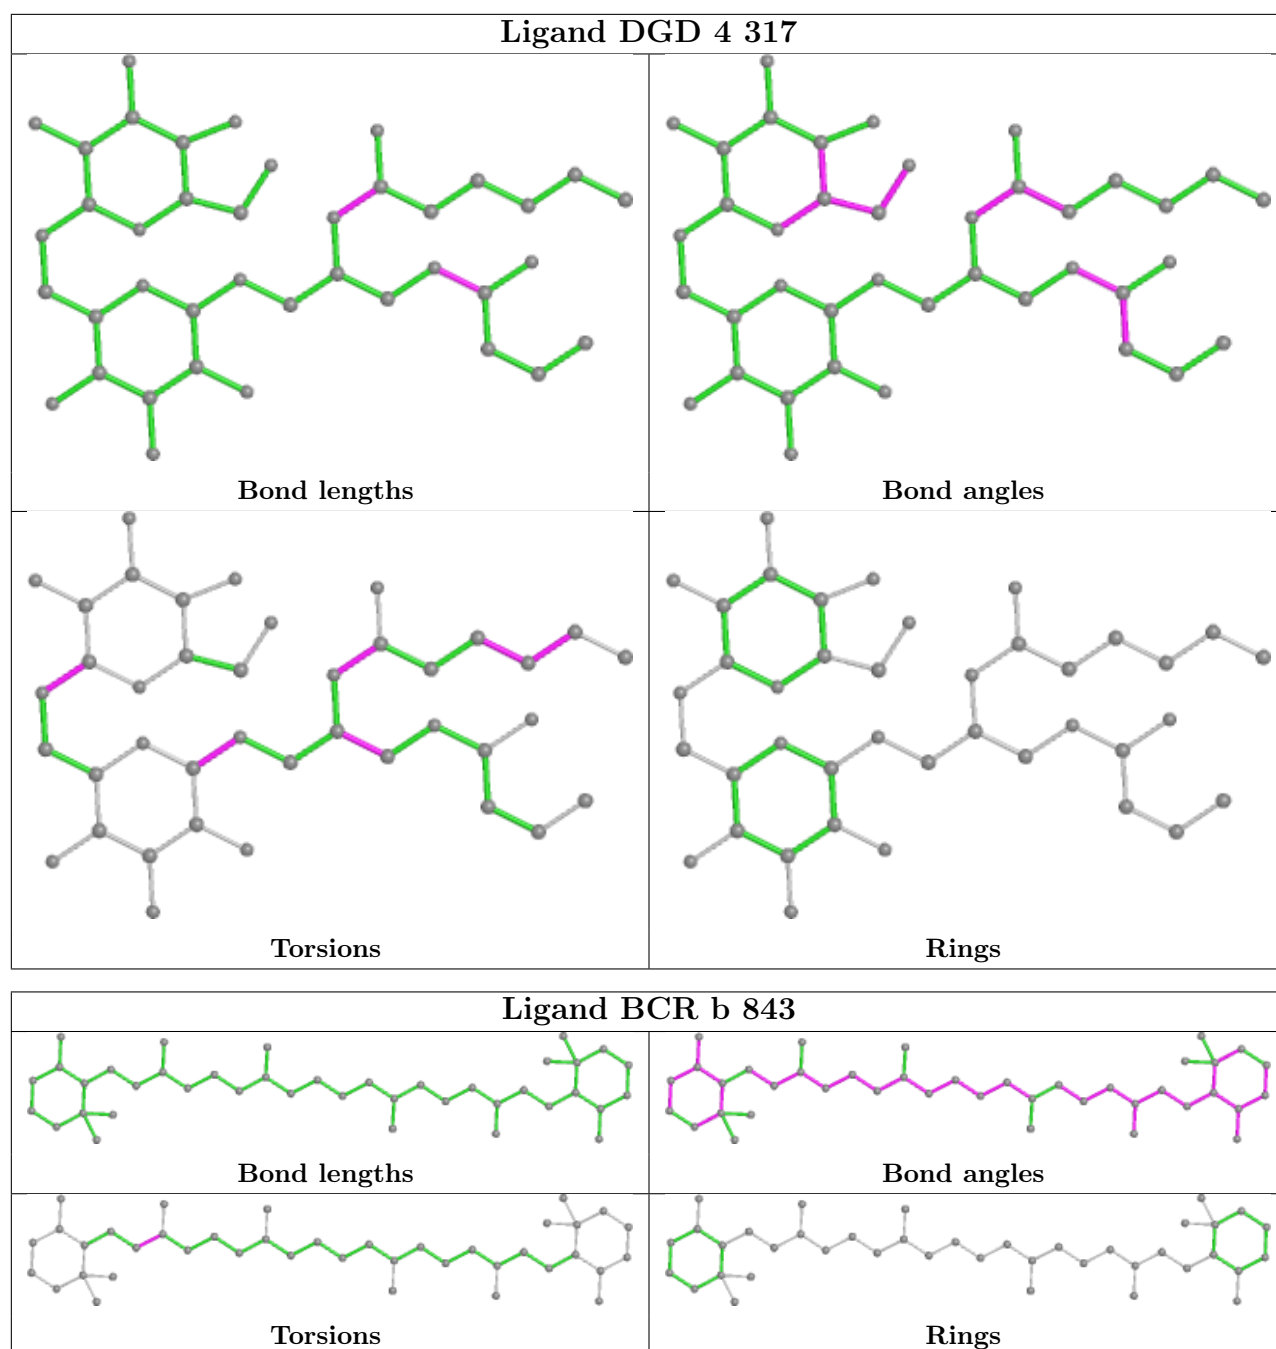 Ligand DGD 4 317
Bond lengths
Bond angles
Torsions
Rings
Ligand BCR b 843
Bond lengths
Bond angles
Torsions
Rings